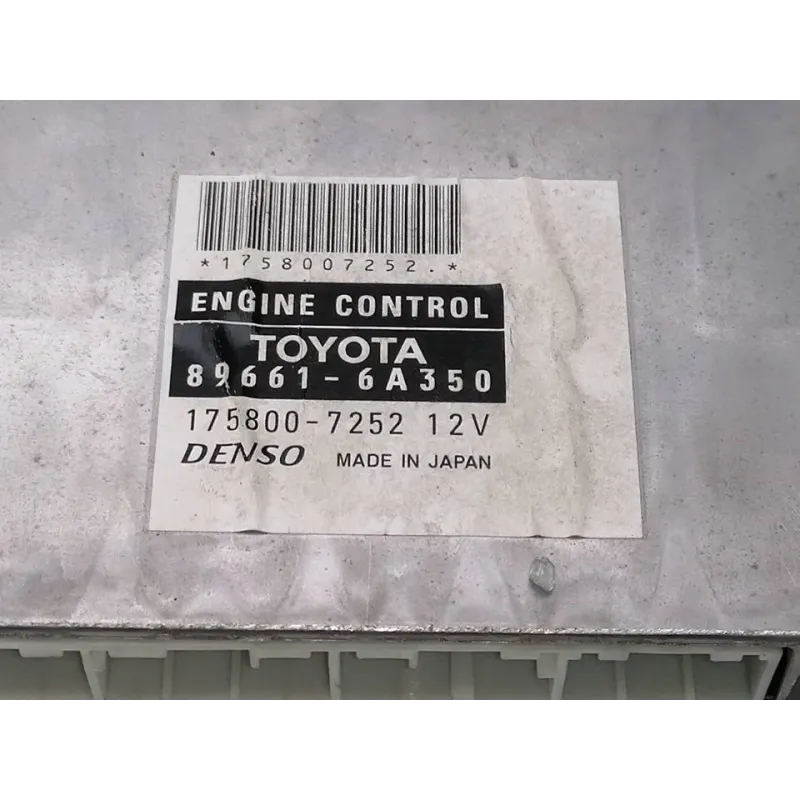 *1758007252.*
ENGINE CONTROL
TOYOTA
89661-6A350
175800-7252 12V
DENSO MADE IN JAPAN